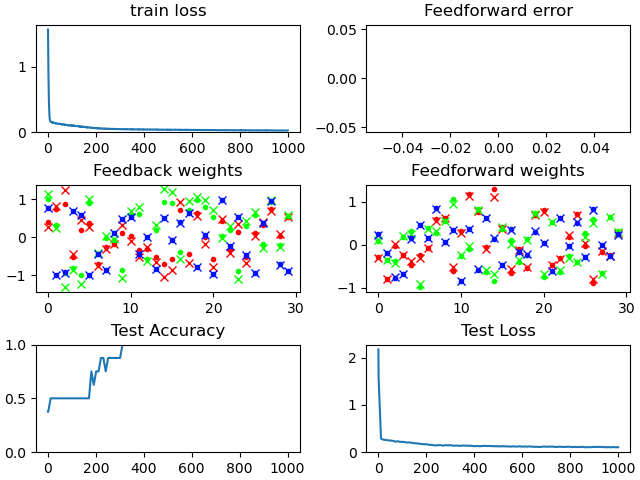 train loss
Feedforward error
1
0
0 200 400 600 800 1000
0.05
0.00
−0.05
−0.04 −0.02 0.00 0.02 0.04
Feedback weights
Feedforward weights
1
0
−1
0 10 20 30
1
0
−1
0 10 20 30
Test Accuracy
Test Loss
1.0
0.5
0.0
0 200 400 600 800 1000
2
1
0
0 200 400 600 800 1000